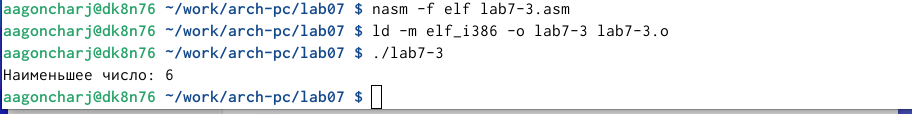 aagoncharj@dk8n76 ~/work/arch-pc/lab07 $ nasm -f elf lab7-3.asm
aagoncharj@dk8n76 ~/work/arch-pc/lab07 $ ld -m elf_i386 -o lab7-3 lab7-3.o
aagoncharj@dk8n76 ~/work/arch-pc/lab07 $ ./lab7-3
Наименьшее число: 6
aagoncharj@dk8n76 ~/work/arch-pc/lab07 $